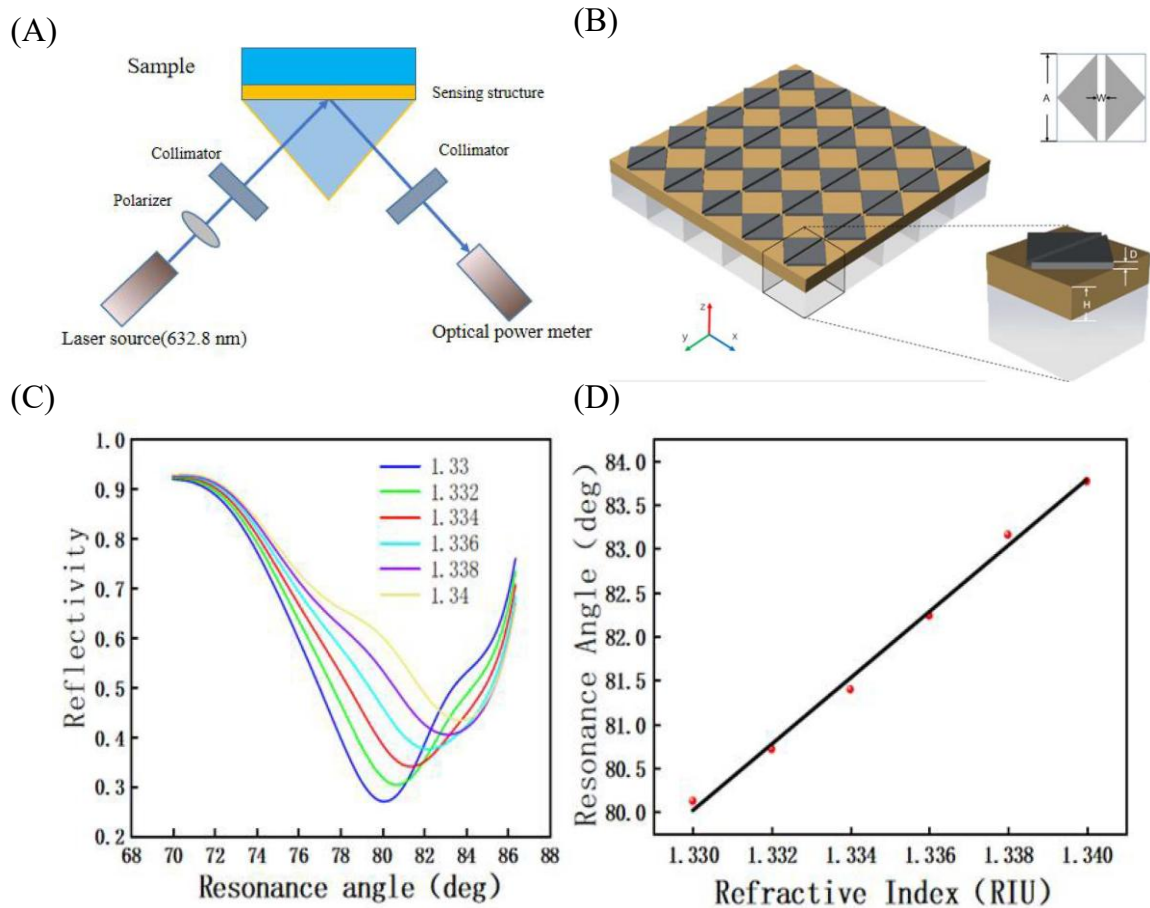 (A)
Sample
Sensing structure
Collimator
Collimator
Polarizer
Laser source(632.8 nm)
Optical power meter
(B)
A
W
D
H
z
y
x
(C)
1.0
0.9
0.8
0.7
0.6
0.5
0.4
0.3
0.2
Reflectivity
1.33
1.332
1.334
1.336
1.338
1.34
68 70 72 74 76 78 80 82 84 86 88
Resonance angle (deg)
(D)
84.0
83.5
83.0
82.5
82.0
81.5
81.0
80.5
80.0
Resonance Angle (deg)
1.330 1.332 1.334 1.336 1.338 1.340
Refractive Index (RIU)